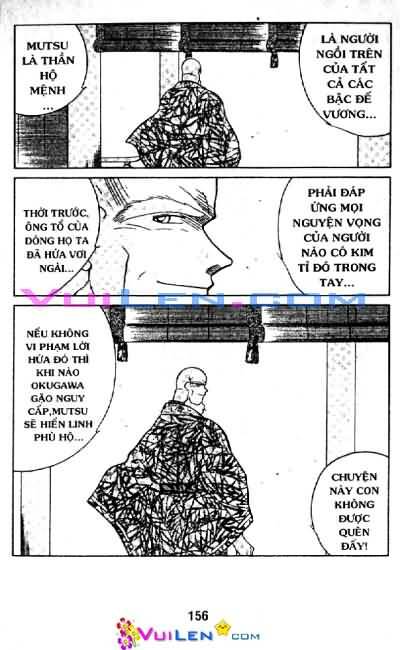 MUTSU
LÀ THẦN
HỘ
MỆNH
...
LÀ NGƯỜI
NGỒI TRÊN
CỦA TẤT
CẢ CÁC
BẬC ĐẾ
VƯƠNG...
THỜI TRƯỚC,
ÔNG TỔ CỦA
DÒNG HỌ TA
ĐÃ HỨA VƠI
NGÀI...
PHẢI ĐÁP
ỨNG MỌI
NGUYỆN VỌNG
CỦA NGƯỜI
NÀO CÓ KIM
TỈ ĐỒ TRONG
TAY...
VUILEN.COM
NẾU KHÔNG
VI PHẠM LỜI
HỨA ĐÓ THÌ
KHI NÀO
OKUGAWA
GẶO NGUY
CẤP,MUTSU
SẼ HIỂN LINH
PHÙ HỘ...
CHUYỆN
NÀY CON
KHÔNG
ĐƯỢC
QUÊN
ĐẤY!
156
VUILEN.COM